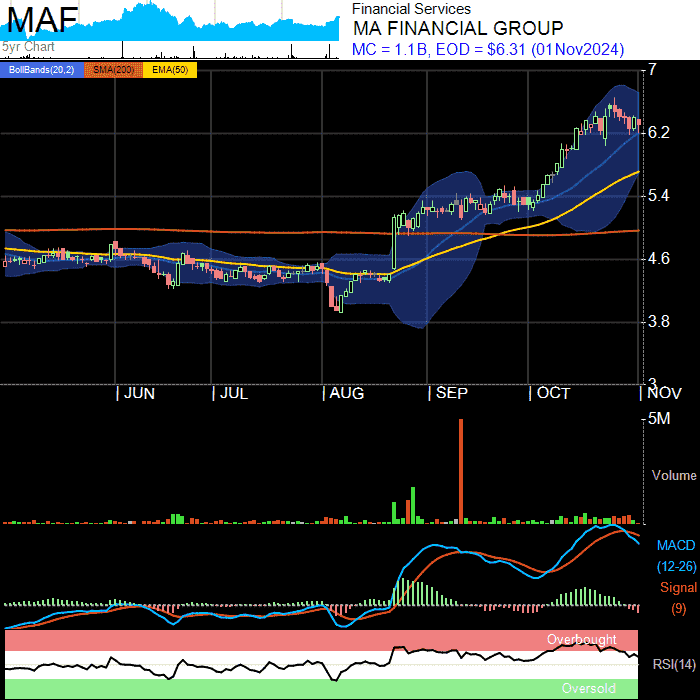 MAF
5yr Chart
Financial Services
MA FINANCIAL GROUP
MC = 1.1B, EOD = $6.31 (01Nov2024)
BollBands(20,2) SMA(200) EMA(50)
7
6.2
5.4
4.6
3.8
3
JUN JUL AUG SEP OCT NOV
5M
Volume
MACD
(12-26)
Signal
(9)
Overbought
RSI(14)
Oversold